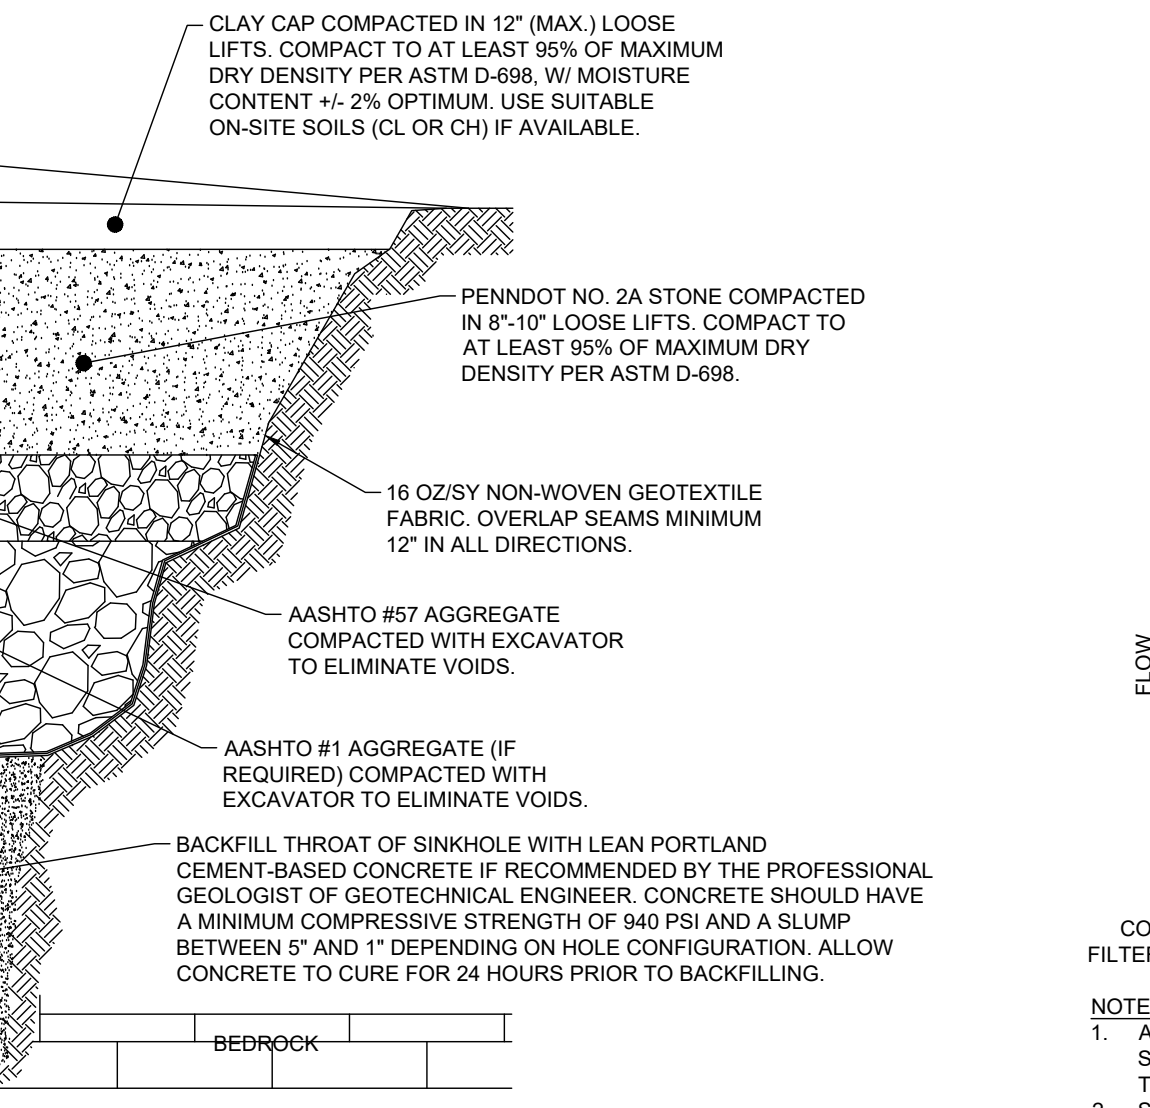 CLAY CAP COMPACTED IN 12" (MAX.) LOOSE
LIFTS. COMPACT TO AT LEAST 95% OF MAXIMUM
DRY DENSITY PER ASTM D-698, W/ MOISTURE
CONTENT +/- 2% OPTIMUM. USE SUITABLE
ON-SITE SOILS (CL OR CH) IF AVAILABLE.
PENNDOT NO. 2A STONE COMPACTED
IN 8"-10" LOOSE LIFTS. COMPACT TO
AT LEAST 95% OF MAXIMUM DRY
DENSITY PER ASTM D-698.
16 OZ/SY NON-WOVEN GEOTEXTILE
FABRIC. OVERLAP SEAMS MINIMUM
12" IN ALL DIRECTIONS.
AASHTO #57 AGGREGATE
COMPACTED WITH EXCAVATOR
TO ELIMINATE VOIDS.
AASHTO #1 AGGREGATE (IF
REQUIRED) COMPACTED WITH
EXCAVATOR TO ELIMINATE VOIDS.
BACKFILL THROAT OF SINKHOLE WITH LEAN PORTLAND
CEMENT-BASED CONCRETE IF RECOMMENDED BY THE PROFESSIONAL
GEOLOGIST OF GEOTECHNICAL ENGINEER. CONCRETE SHOULD HAVE
A MINIMUM COMPRESSIVE STRENGTH OF 940 PSI AND A SLUMP
BETWEEN 5" AND 1" DEPENDING ON HOLE CONFIGURATION. ALLOW
CONCRETE TO CURE FOR 24 HOURS PRIOR TO BACKFILLING.
BEDROCK
FLOW
CO
FILTER
NOTE
1. A
S
T